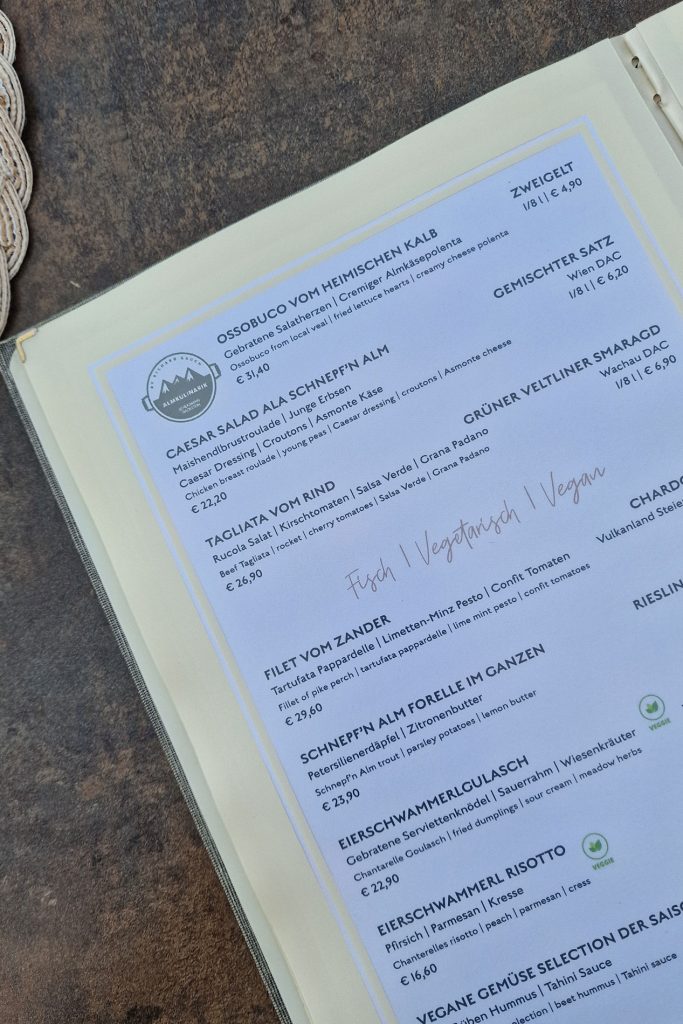 OSSOBUCO VOM HEIMISCHEN KALB
Gebratene Salatherzen | Cremiger Almkäsepolenta
Ossobuco from local veal | fried lettuce hearts | creamy cheese polenta
€ 31,40
ZWEIGELT
1/8 l | € 4,90
ALMKULINARIK
CAESAR SALAD ALA SCHNEPF'N ALM
Maishendlbrustroulade | Junge Erbsen
Caesar Dressing | Croutons | Asmonte Käse
Chicken breast roulade | young peas | Caesar dressing | croutons | Asmonte cheese
€ 22,20
GEMISCHTER SATZ
Wien DAC
1/8 l | € 6,20
TAGLIATA VOM RIND
Rucola Salat | Kirschtomaten | Salsa Verde | Grana Padano
Beef Tagliata | rocket | cherry tomatoes | Salsa Verde | Grana Padano
€ 26,90
GRÜNER VELTLINER SMARAGD
Wachau DAC
1/8 l | € 6,90
Fisch | Vegetarisch | Vegan
FILET VOM ZANDER
Tartufata Pappardelle | Limetten-Minz Pesto | Confit Tomaten
Fillet of pike perch | tartufata pappardelle | lime mint pesto | confit tomatoes
€ 29,60
CHARDO
Vulkanland Steie
SCHNEPF'N ALM FORELLE IM GANZEN
Petersilienerdäpfel | Zitronenbutter
Schnepf'n Alm trout | parsley potatoes | lemon butter
€ 23,90
RIESLIN
EIERSCHWAMMERLGULASCH
Gebratene Serviettenknödel | Sauerrahm | Wiesenkräuter
Chantarelle Goulasch | fried dumplings | sour cream | meadow herbs
€ 22,90
VEGGIE
EIERSCHWAMMERL RISOTTO
Pfirsich | Parmesan | Kresse
Chanterelles risotto | peach | parmesan | cress
€ 16,60
VEGGIE
VEGANE GEMÜSE SELECTION DER SAISO
üben Hummus | Tahini Sauce
election | beet hummus | Tahini sauce